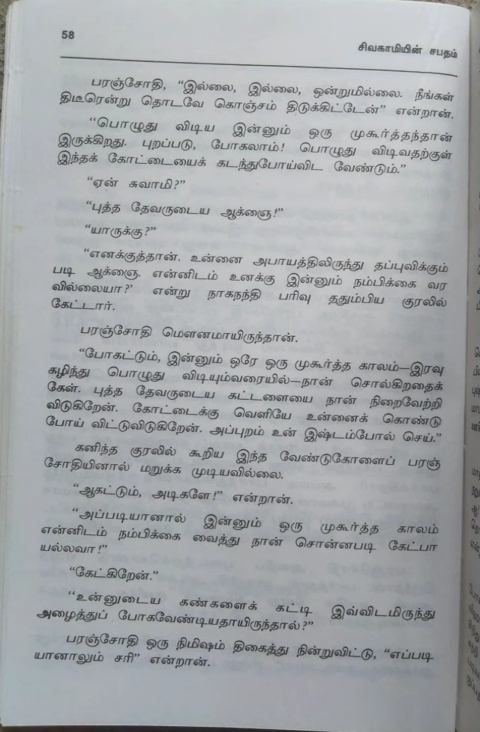 58
சிவகாமியின் சபதம்
பரஞ்சோதி, "இல்லை, இல்லை, ஒன்றுமில்லை. நீங்கள்
திடீரென்று தொடவே கொஞ்சம் திடுக்கிட்டேன்" என்றான்.
"பொழுது விடிய இன்னும் ஒரு முகூர்த்தந்தான்
இருக்கிறது. புறப்படு, போகலாம்! பொழுது விடிவதற்குள்
இந்தக் கோட்டையைக் கடந்துபோய்விட வேண்டும்."
"ஏன் சுவாமி?"
"புத்த தேவருடைய ஆக்ஞை!"
"யாருக்கு?"
"எனக்குத்தான். உன்னை அபாயத்திலிருந்து தப்புவிக்கும்
படி ஆக்ஞை. என்னிடம் உனக்கு இன்னும் நம்பிக்கை வர
வில்லையா?' என்று நாகநந்தி பரிவு ததும்பிய குரலில்
கேட்டார்.
பரஞ்சோதி மௌனமாயிருந்தான்.
"போகட்டும், இன்னும் ஒரே ஒரு முகூர்த்த காலம்—இரவு
கழிந்து பொழுது விடியும்வரையில்—நான் சொல்கிறதைக்
கேள். புத்த தேவருடைய கட்டளையை நான் நிறைவேற்றி
விடுகிறேன். கோட்டைக்கு வெளியே உன்னைக் கொண்டு
போய் விட்டுவிடுகிறேன். அப்புறம் உன் இஷ்டம்போல் செய்."
கனிந்த குரலில் கூறிய இந்த வேண்டுகோளைப் பரஞ்
சோதியினால் மறுக்க முடியவில்லை.
"ஆகட்டும், அடிகளே!" என்றான்.
"அப்படியானால் இன்னும் ஒரு முகூர்த்த காலம்
என்னிடம் நம்பிக்கை வைத்து நான் சொன்னபடி கேட்பா
யல்லவா!"
"கேட்கிறேன்."
"உன்னுடைய கண்களைக் கட்டி இவ்விடமிருந்து
அழைத்துப் போகவேண்டியதாயிருந்தால்?"
பரஞ்சோதி ஒரு நிமிஷம் திகைத்து நின்றுவிட்டு, "எப்படி
யானாலும் சரி" என்றான்.